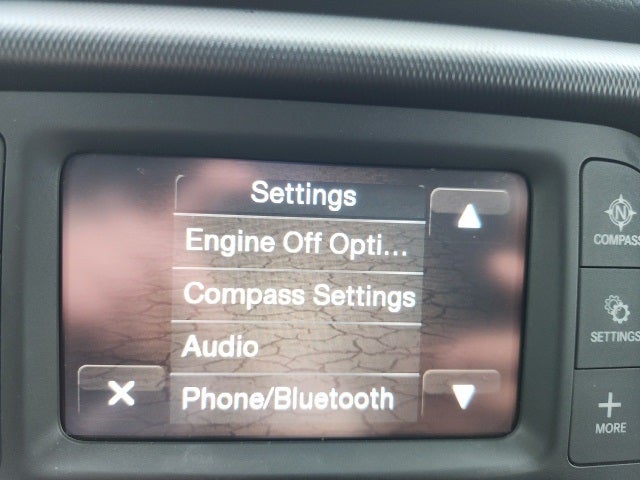 Settings
Engine Off Opti...
Compass Settings
Audio
Phone/Bluetooth
N
COMPASS
SETTINGS
MORE